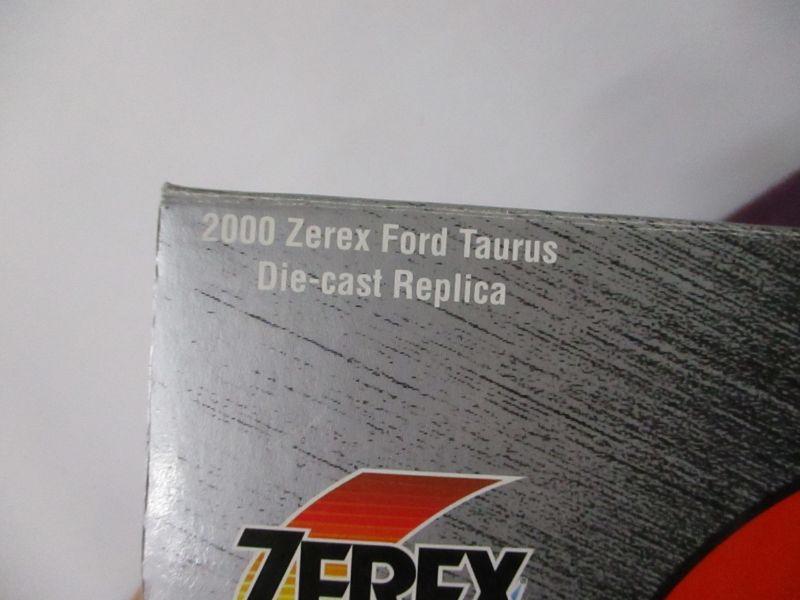 2000 Zerex Ford Taurus
Die-cast Replica
ZEREX